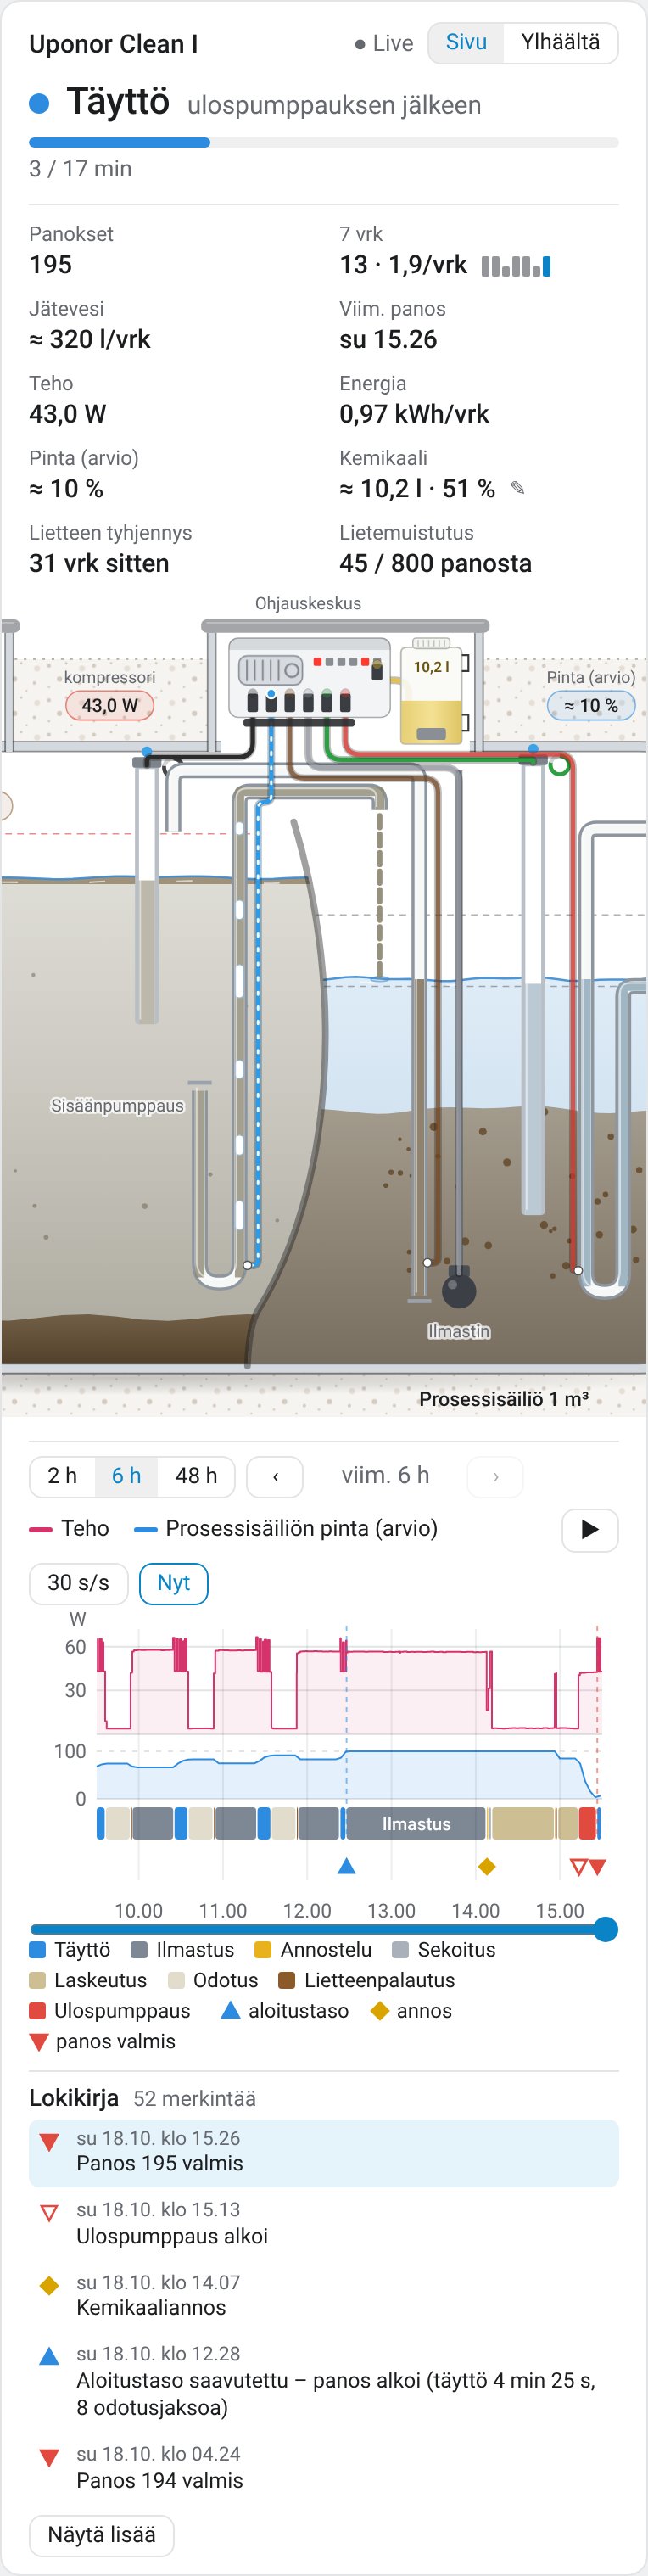 Uponor Clean I
Live
Sivu
Ylhäältä
Täyttö ulospumppauksen jälkeen
3 / 17 min
Panokset
195
7 vrk
13 · 1,9/vrk
Jätevesi
≈ 320 l/vrk
Viim. panos
su 15.26
Teho
43,0 W
Energia
0,97 kWh/vrk
Pinta (arvio)
≈ 10 %
Kemikaali
≈ 10,2 l · 51 % ✎
Lietteen tyhjennys
31 vrk sitten
Lietemuistutus
45 / 800 panosta
Ohjauskeskus
kompressori
43,0 W
10,2 l
Pinta (arvio)
≈ 10 %
Sisäänpumppaus
Ilmastin
Prosessisäiliö 1 m³
2 h
6 h
48 h
‹
viim. 6 h
›
Teho
Prosessisäiliön pinta (arvio)
▶
30 s/s
Nyt
W
60
30
100
0
Ilmastus
10.00 11.00 12.00 13.00 14.00 15.00
Täyttö Ilmastus Annostelu Sekoitus
Laskeutus Odotus Lietteenpalautus
Ulospumppaus aloitustaso annos
panos valmis
Lokikirja 52 merkintää
su 18.10. klo 15.26
Panos 195 valmis
su 18.10. klo 15.13
Ulospumppaus alkoi
su 18.10. klo 14.07
Kemikaaliannos
su 18.10. klo 12.28
Aloitustaso saavutettu – panos alkoi (täyttö 4 min 25 s,
8 odotusjaksoa)
su 18.10. klo 04.24
Panos 194 valmis
Näytä lisää